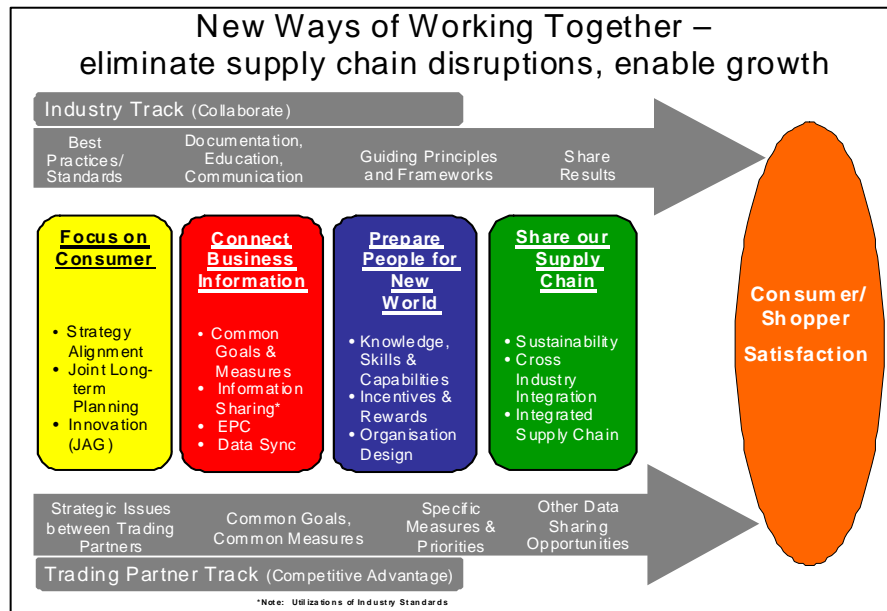 New Ways of Working Together –
eliminate supply chain disruptions, enable growth
Industry Track (Collaborate)
Best
Practices/
Standards
Documentation,
Education,
Communication
Guiding Principles
and Frameworks
Share
Results
Focus on
Consumer
• Strategy
Alignment
• Joint Long-
term
Planning
• Innovation
(JAG)
Connect
Business
Information
• Common
Goals &
Measures
• Information
Sharing*
• EPC
• Data Sync
Prepare
People for
New
World
• Knowledge,
Skills &
Capabilities
• Incentives &
Rewards
• Organisation
Design
Share our
Supply
Chain
• Sustainability
• Cross
Industry
Integration
• Integrated
Supply Chain
Consumer/
Shopper
Satisfaction
Strategic Issues
between Trading
Partners
Common Goals,
Common Measures
Specific
Measures &
Priorities
Other Data
Sharing
Opportunities
Trading Partner Track (Competitive Advantage)
*Note: Utilizations of Industry Standards